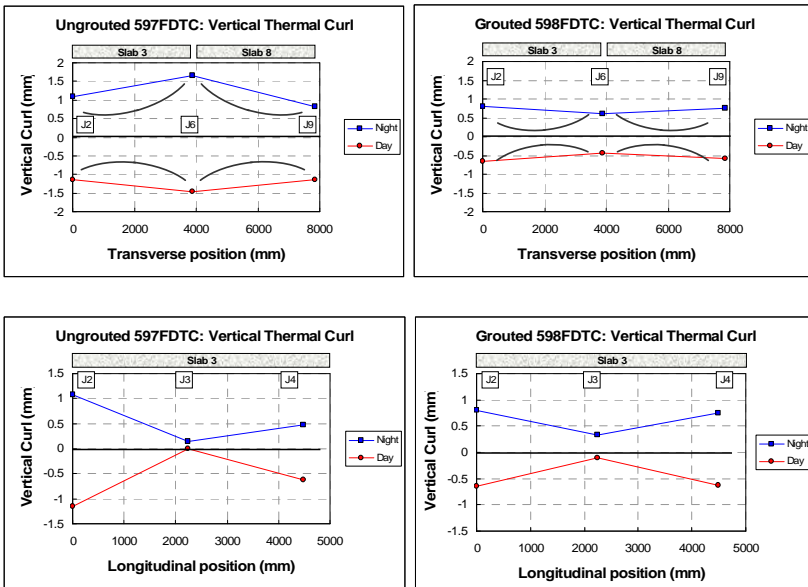 Ungrouted 597FDTC: Vertical Thermal Curl
Slab 3 Slab 8
2
1.5
1
0.5
0
-0.5
-1
-1.5
-2
Vertical Curl (mm)
J2 J6 J9
0 2000 4000 6000 8000
Transverse position (mm)
Night
Day
Grouted 598FDTC: Vertical Thermal Curl
Slab 3 Slab 8
2
1.5
1
0.5
0
-0.5
-1
-1.5
-2
Vertical Curl (mm)
J2 J6 J9
0 2000 4000 6000 8000
Transverse position (mm)
Night
Day
Ungrouted 597FDTC: Vertical Thermal Curl
Slab 3
1.5
1
0.5
0
-0.5
-1
-1.5
Vertical Curl (mm
J2 J3 J4
0 1000 2000 3000 4000 5000
Longitudinal position (mm)
Night
Day
Grouted 598FDTC: Vertical Thermal Curl
Slab 3
1.5
1
0.5
0
-0.5
-1
-1.5
Vertical Curl (mm
J2 J3 J4
0 1000 2000 3000 4000 5000
Longitudinal position (mm)
Night
Day